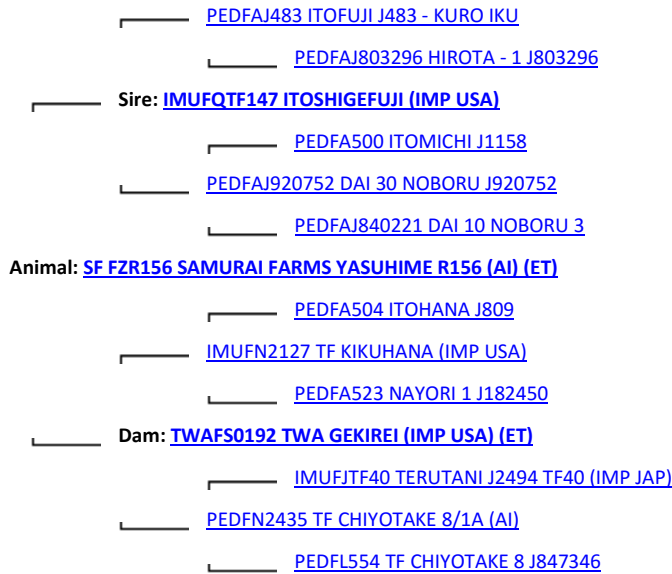 PEDFAJ483 ITOFUJI J483 - KURO IKU
PEDFAJ803296 HIROTA - 1 J803296
Sire: IMUFQTF147 ITOSHIGEFUJI (IMP USA)
PEDFA500 ITOMICHI J1158
PEDFAJ920752 DAI 30 NOBORU J920752
PEDFAJ840221 DAI 10 NOBORU 3
Animal: SF FZR156 SAMURAI FARMS YASUHIME R156 (AI) (ET)
PEDFA504 ITOHANA J809
IMUFN2127 TF KIKUHANA (IMP USA)
PEDFA523 NAYORI 1 J182450
Dam: TWAFS0192 TWA GEKIREI (IMP USA) (ET)
IMUFJTF40 TERUTANI J2494 TF40 (IMP JAP)
PEDFN2435 TF CHIYOTAKE 8/1A (AI)
PEDFL554 TF CHIYOTAKE 8 J847346